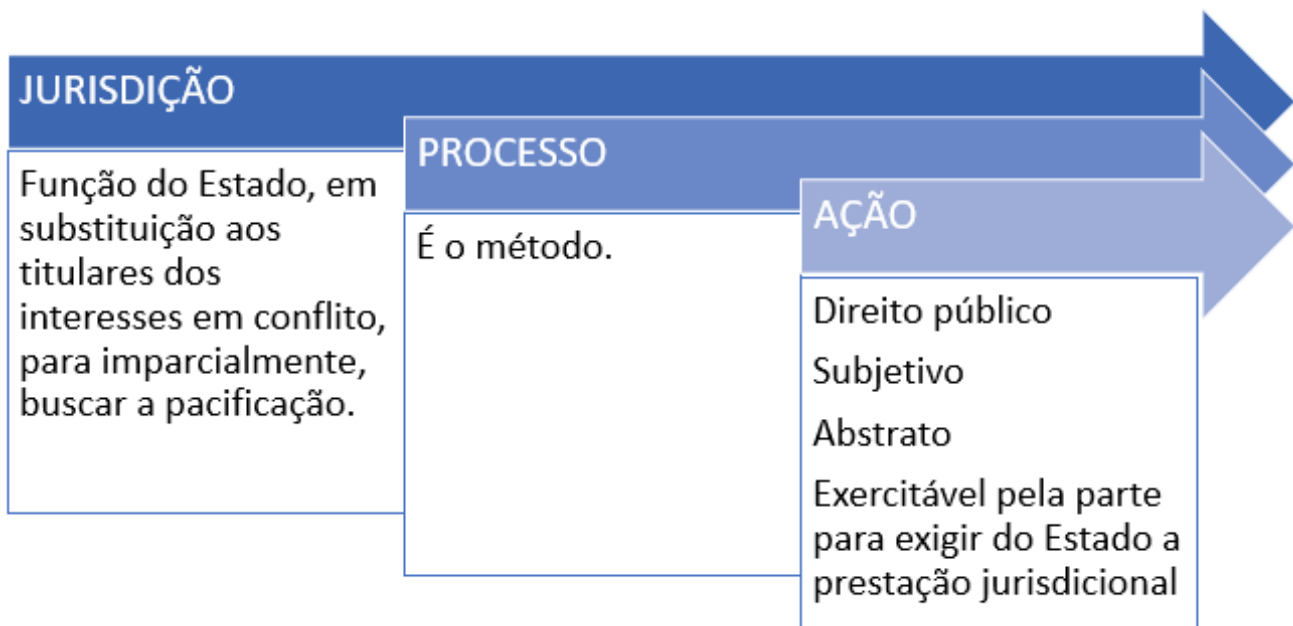 JURISDIÇÃO
Função do Estado, em
substituição aos
titulares dos
interesses em conflito,
para imparcialmente,
buscar a pacificação.
PROCESSO
É o método.
AÇÃO
Direito público
Subjetivo
Abstrato
Exercitável pela parte
para exigir do Estado a
prestação jurisdicional